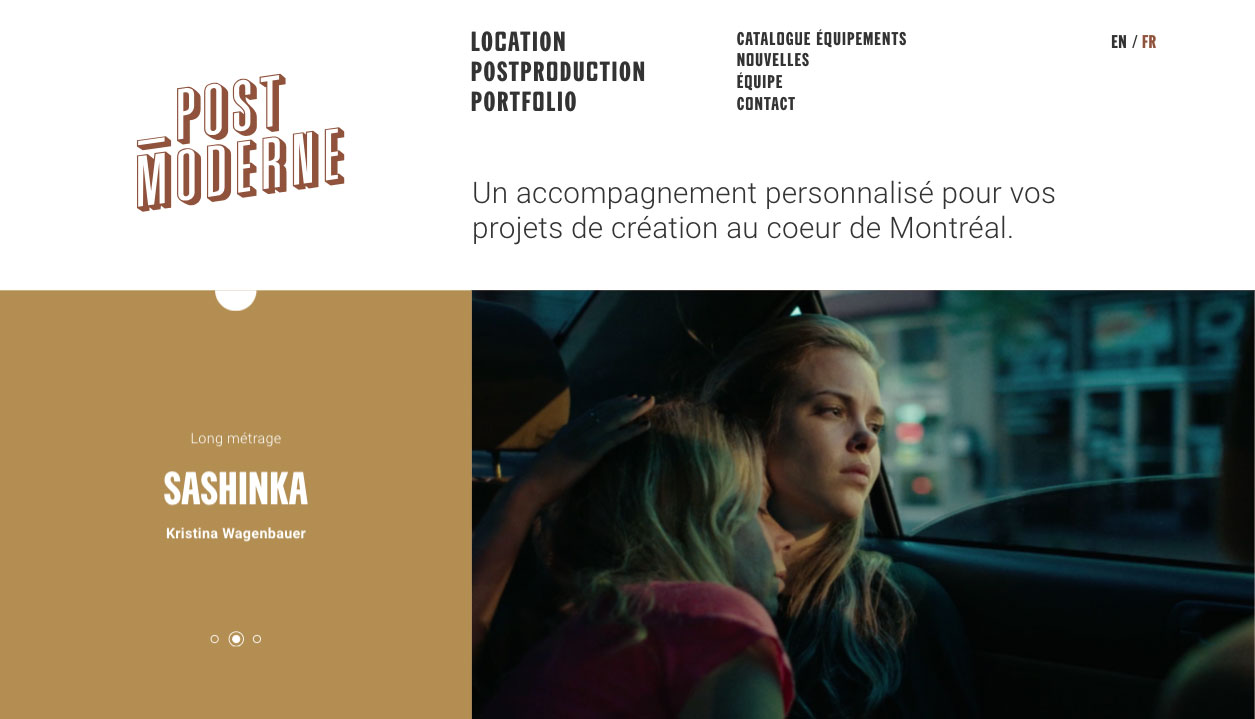 POST
MODERNE
LOCATION
POSTPRODUCTION
PORTFOLIO
CATALOGUE ÉQUIPEMENTS
NOUVELLES
ÉQUIPE
CONTACT
EN / FR
Un accompagnement personnalisé pour vos
projets de création au coeur de Montréal.
Long métrage
SASHINKA
Kristina Wagenbauer